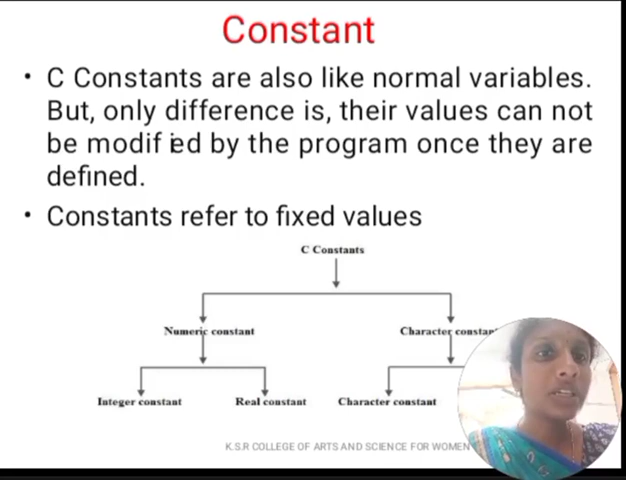 Constant
• C Constants are also like normal variables.
But, only difference is, their values can not
be modified by the program once they are
defined.
• Constants refer to fixed values
C Constants
Numeric constant Character
Integer constant Real constant Character constant
K.S.R COLLEGE OF ARTS AND SCIENCE FOR WOMEN